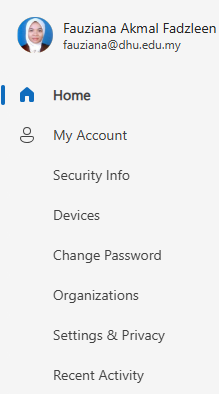 Fauziana Akmal Fadzleen
fauziana@dhu.edu.my
Home
My Account
Security Info
Devices
Change Password
Organizations
Settings & Privacy
Recent Activity